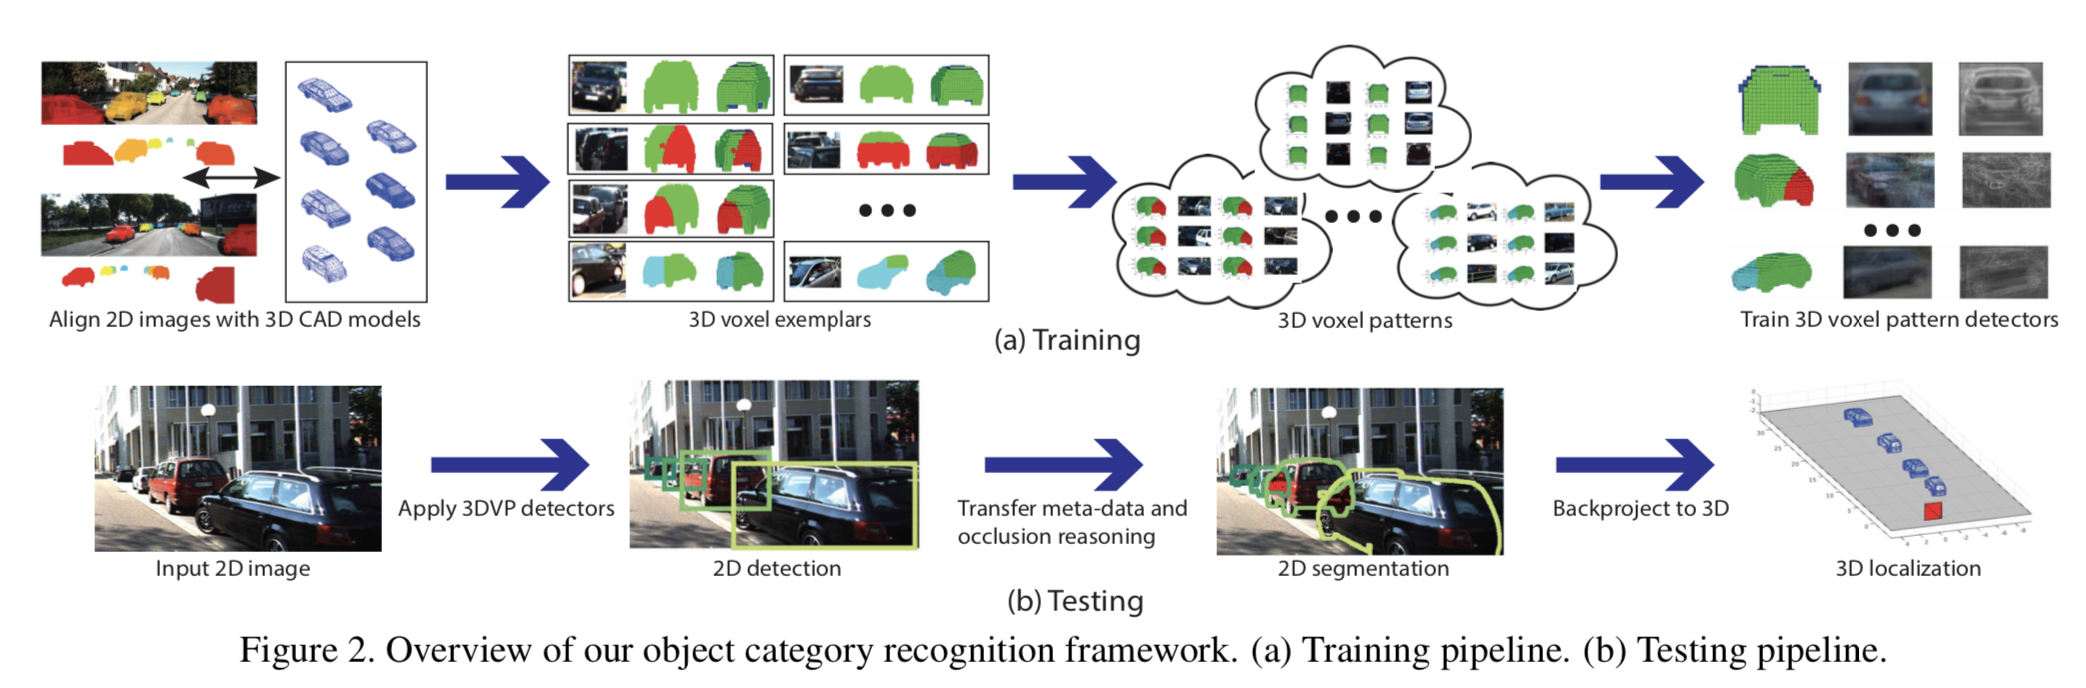 Align 2D images with 3D CAD models
3D voxel exemplars
3D voxel patterns
Train 3D voxel pattern detectors
(a) Training
Apply 3DVP detectors
Transfer meta-data and
occlusion reasoning
Backproject to 3D
Input 2D image
2D detection
2D segmentation
3D localization
(b) Testing
Figure 2. Overview of our object category recognition framework. (a) Training pipeline. (b) Testing pipeline.